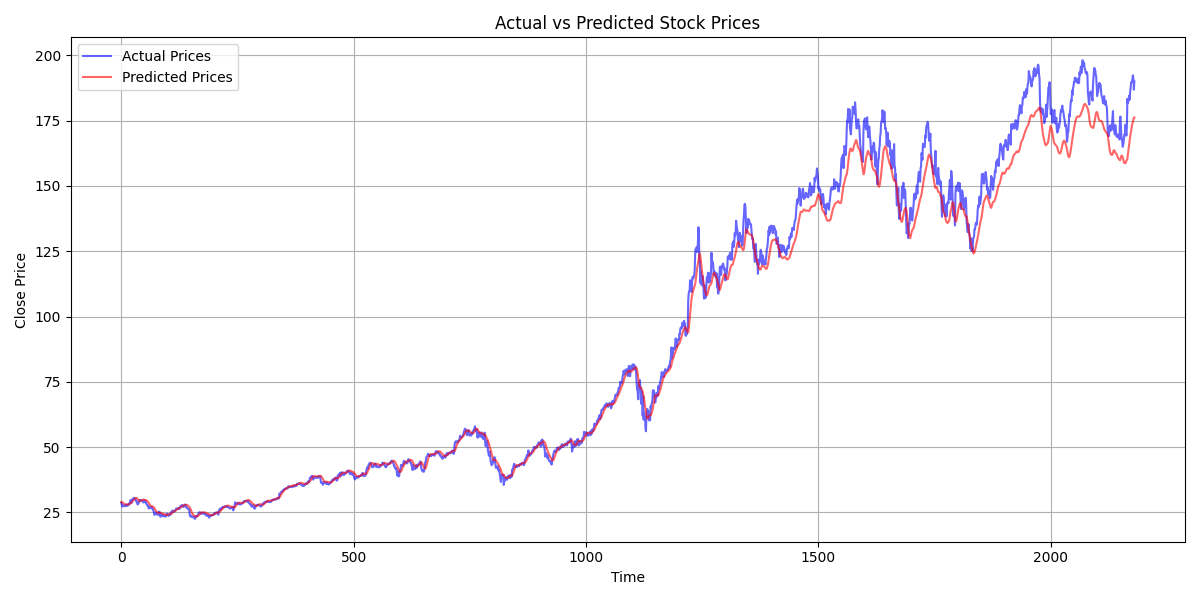 Actual vs Predicted Stock Prices
Actual Prices
Predicted Prices
200
175
150
125
100
75
50
25
Close Price
0 500 1000 1500 2000
Time